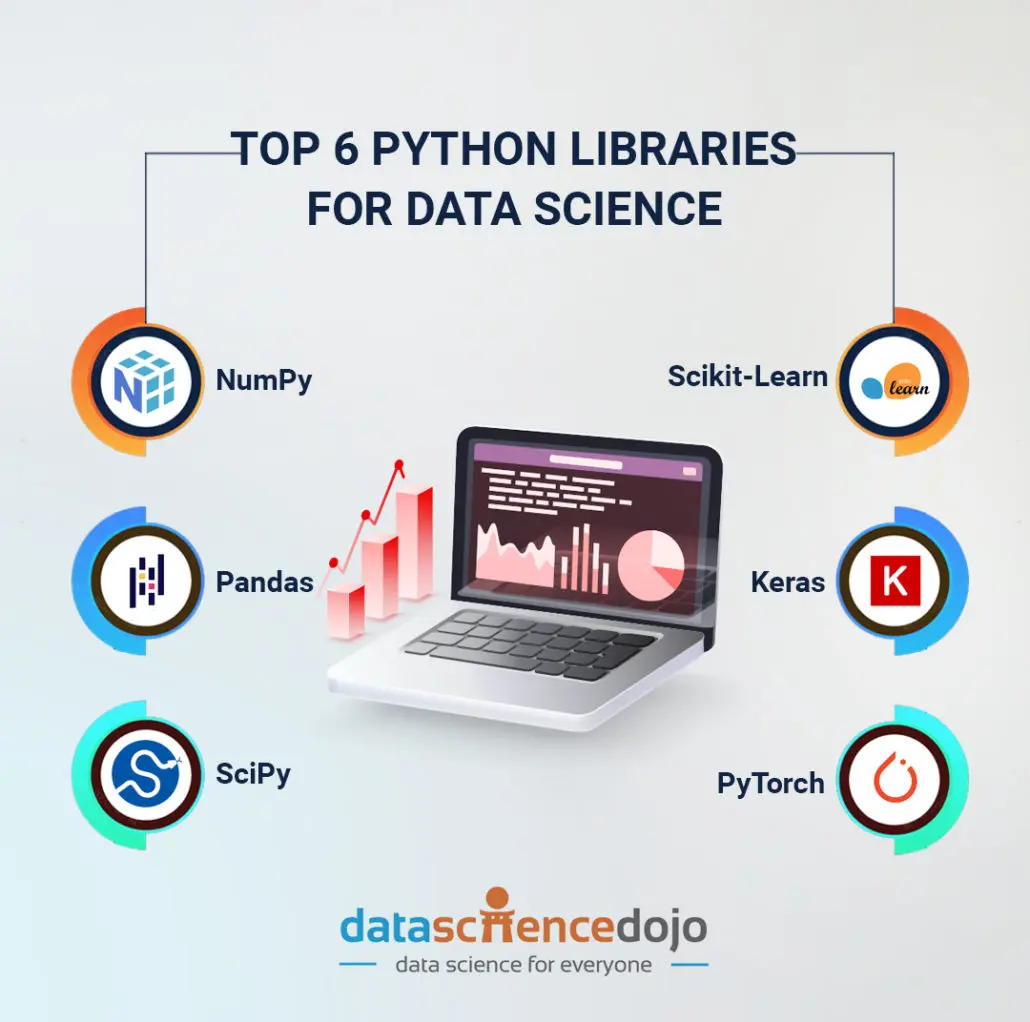 TOP 6 PYTHON LIBRARIES
FOR DATA SCIENCE
NumPy
Scikit-Learn
learn
Pandas
Keras
K
SciPy
PyTorch
datasciencedojo
data science for everyone